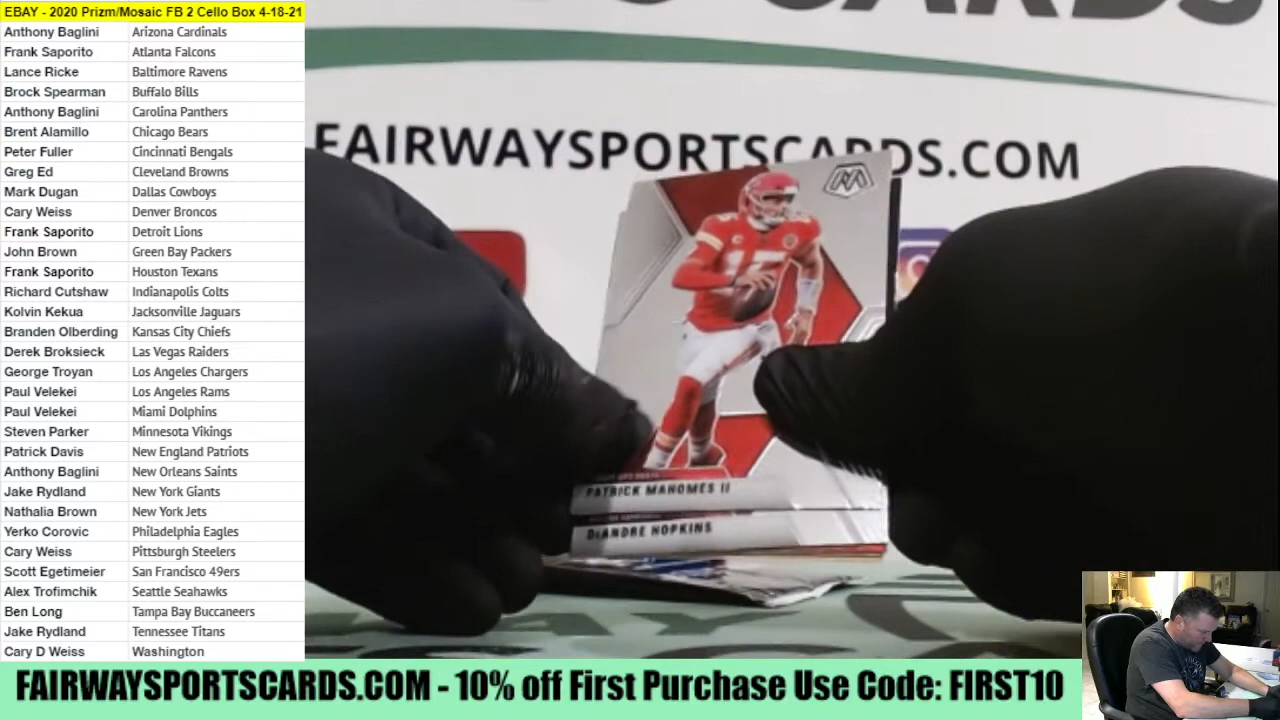 EBAY - 2020 Prizm/Mosaic FB 2 Cello Box 4-18-21
Anthony Baglini Arizona Cardinals
Frank Saporito Atlanta Falcons
Lance Ricke Baltimore Ravens
Brock Spearman Buffalo Bills
Anthony Baglini Carolina Panthers
Brent Alamillo Chicago Bears
Peter Fuller Cincinnati Bengals
Greg Ed Cleveland Browns
Mark Dugan Dallas Cowboys
Cary Weiss Denver Broncos
Frank Saporito Detroit Lions
John Brown Green Bay Packers
Frank Saporito Houston Texans
Richard Cutshaw Indianapolis Colts
Kolvin Kekua Jacksonville Jaguars
Branden Olberding Kansas City Chiefs
Derek Broksieck Las Vegas Raiders
George Troyan Los Angeles Chargers
Paul Velekei Los Angeles Rams
Paul Velekei Miami Dolphins
Steven Parker Minnesota Vikings
Patrick Davis New England Patriots
Anthony Baglini New Orleans Saints
Jake Rydland New York Giants
Nathalia Brown New York Jets
Yerko Corovic Philadelphia Eagles
Cary Weiss Pittsburgh Steelers
Scott Egetimeier San Francisco 49ers
Alex Trofimchik Seattle Seahawks
Ben Long Tampa Bay Buccaneers
Jake Rydland Tennessee Titans
Cary D Weiss Washington
CARDS
FAIRWAYSPORTSCARDS.COM
15
PATRICK MAHOMES II
DeANDRE HOPKINS
FAIRWAYSPORTSCARDS.COM - 10% off First Purchase Use Code: FIRST10